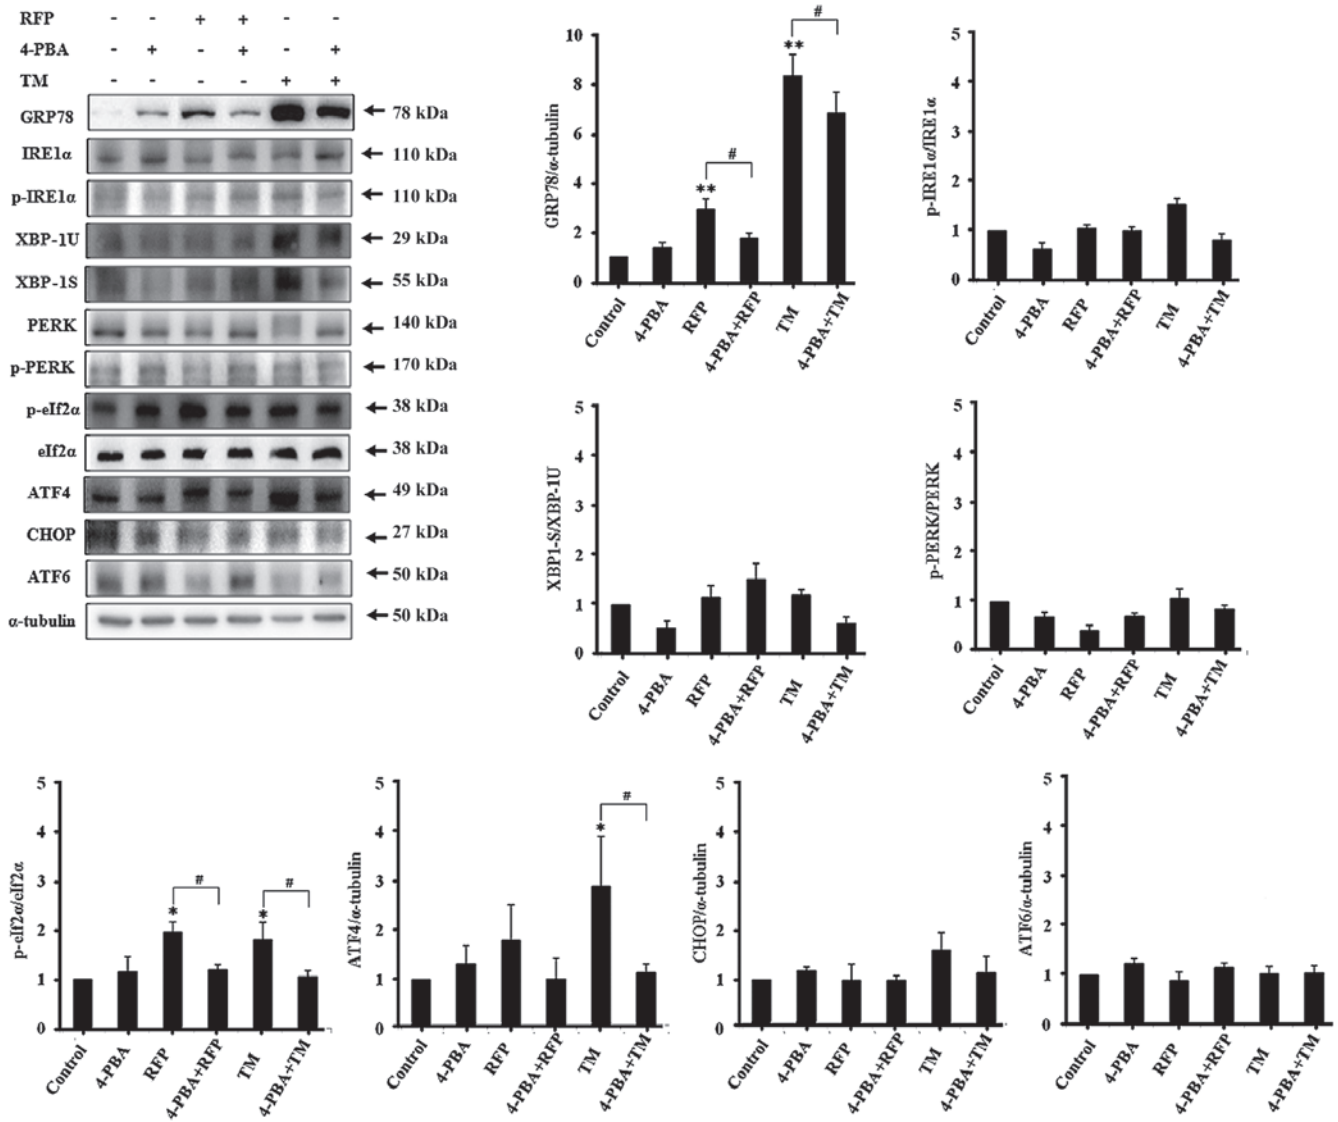 RFP - - + + - -
4-PBA - + - + - +
TM - - - - + +
GRP78 78 kDa
IRE1α 110 kDa
p-IRE1α 110 kDa
XBP-1U 29 kDa
XBP-1S 55 kDa
PERK 140 kDa
p-PERK 170 kDa
p-eIf2α 38 kDa
eIf2α 38 kDa
ATF4 49 kDa
CHOP 27 kDa
ATF6 50 kDa
α-tubulin 50 kDa
GRP78/α-tubulin
10
8
6
4
2
0
**
#
**
#
Control
4-PBA
RFP
4-PBA+RFP
TM
4-PBA+TM
p-IRE1α/IRE1α
5
4
3
2
1
0
Control
4-PBA
RFP
4-PBA+RFP
TM
4-PBA+TM
XBP1-S/XBP-1U
5
4
3
2
1
0
Control
4-PBA
RFP
4-PBA+RFP
TM
4-PBA+TM
p-PERK/PERK
5
4
3
2
1
0
Control
4-PBA
RFP
4-PBA+RFP
TM
4-PBA+TM
p-eIf2α/eIf2α
5
4
3
2
1
0
*
#
*
#
Control
4-PBA
RFP
4-PBA+RFP
TM
4-PBA+TM
ATF4/α-tubulin
5
4
3
2
1
0
*
#
Control
4-PBA
RFP
4-PBA+RFP
TM
4-PBA+TM
CHOP/α-tubulin
5
4
3
2
1
0
Control
4-PBA
RFP
4-PBA+RFP
TM
4-PBA+TM
ATF6/α-tubulin
5
4
3
2
1
0
Control
4-PBA
RFP
4-PBA+RFP
TM
4-PBA+TM